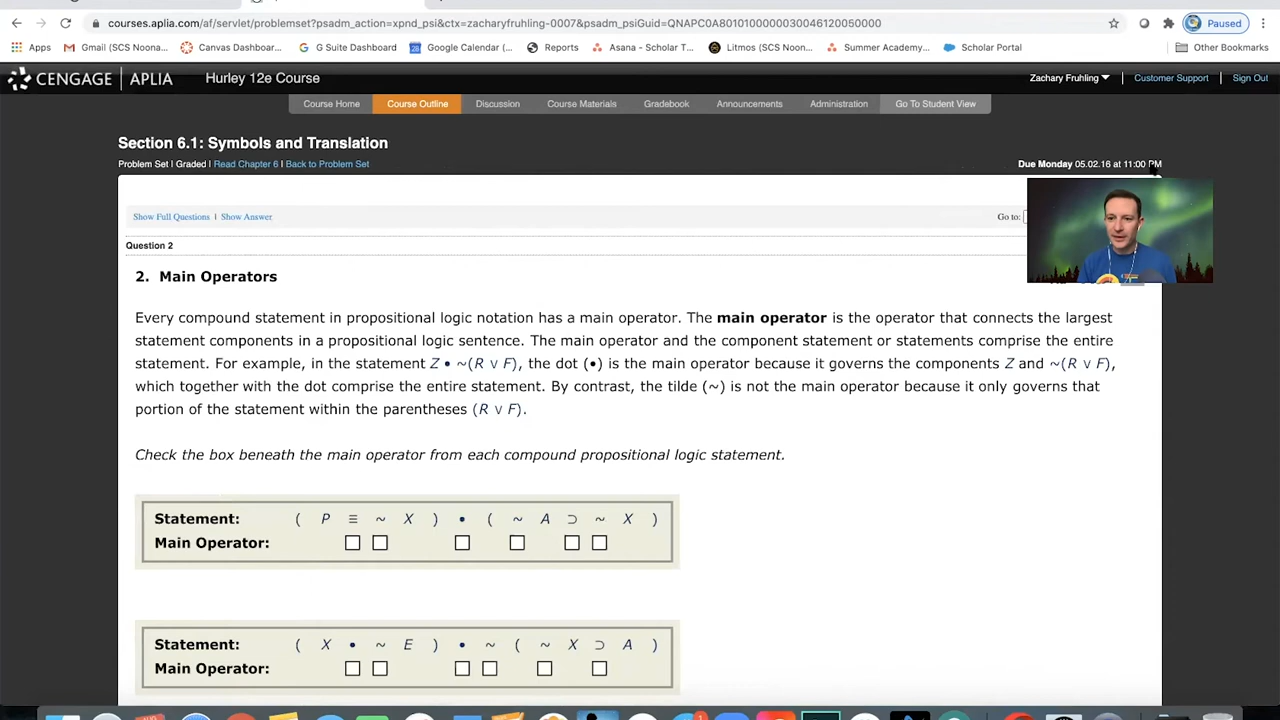 courses.aplia.com/af/servlet/problemset?psadm_action=xpnd_psi&ctx=zacharyfruhling-0007&psadm_psiGuid=QNAPC0A80101000000030046120050000
Paused
Apps Gmail (SCS Noona... Canvas Dashboar... G Suite Dashboard Google Calendar (... Reports Asana - Scholar T... Litmos (SCS Noon... Summer Academy... Scholar Portal Other Bookmarks
CENGAGE | APLIA Hurley 12e Course Zachary Fruhling Customer Support Sign Out
Course Home Course Outline Discussion Course Materials Gradebook Announcements Administration Go To Student View
Section 6.1: Symbols and Translation
Problem Set | Graded | Read Chapter 6 | Back to Problem Set Due Monday 05.02.16 at 11:00 PM
Show Full Questions | Show Answer Go to:
Question 2
2. Main Operators
Every compound statement in propositional logic notation has a main operator. The main operator is the operator that connects the largest
statement components in a propositional logic sentence. The main operator and the component statement or statements comprise the entire
statement. For example, in the statement Z • ~(R ∨ F), the dot (•) is the main operator because it governs the components Z and ~(R ∨ F),
which together with the dot comprise the entire statement. By contrast, the tilde (~) is not the main operator because it only governs that
portion of the statement within the parentheses (R ∨ F).
Check the box beneath the main operator from each compound propositional logic statement.
Statement: ( P ≡ ~ X ) • ( ~ A ⊃ ~ X )
Main Operator:
Statement: ( X • ~ E ) • ~ ( ~ X ⊃ A )
Main Operator: